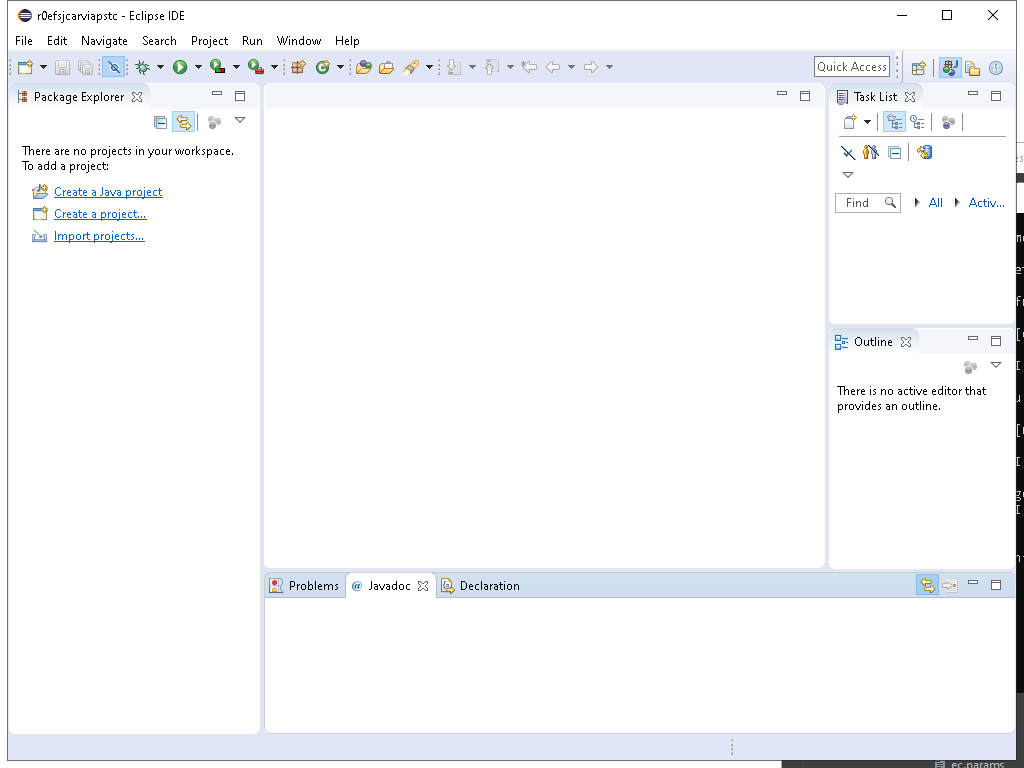 r0efsjcarviapstc - Eclipse IDE
File Edit Navigate Search Project Run Window Help
Quick Access
Package Explorer
Task List
There are no projects in your workspace.
To add a project:
Create a Java project
Create a project...
Import projects...
Find All Activ...
Outline
There is no active editor that
provides an outline.
Problems @ Javadoc Declaration
ec.params